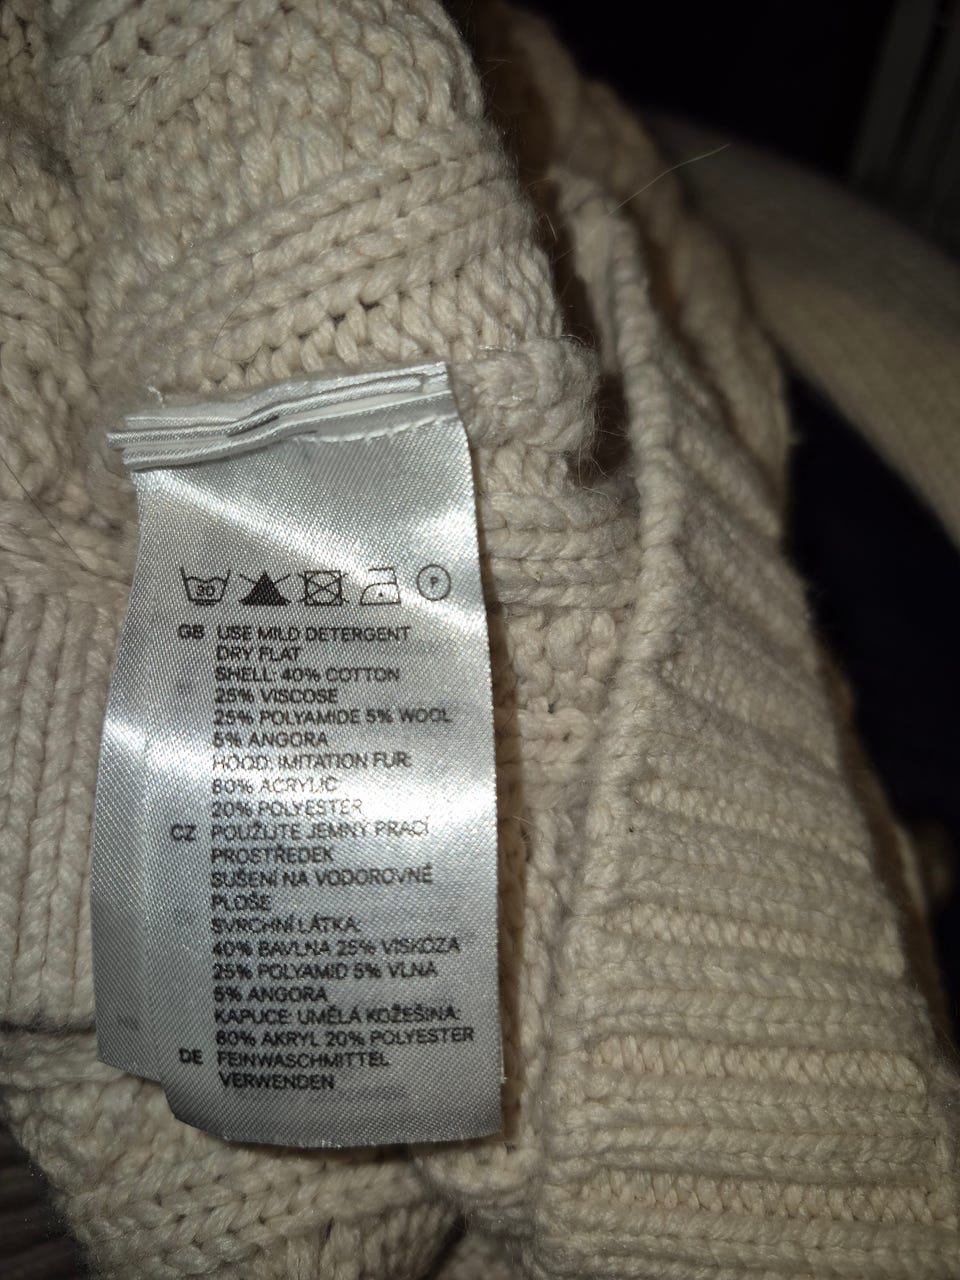 30 P
GB USE MILD DETERGENT
DRY FLAT
SHELL: 40% COTTON
25% VISCOSE
25% POLYAMIDE 5% WOOL
5% ANGORA
HOOD: IMITATION FUR:
80% ACRYLIC
20% POLYESTER
CZ POUŽIJTE JEMNÝ PRACÍ
PROSTŘEDEK
SUŠENÍ NA VODOROVNÉ
PLOŠE
SVRCHNÍ LÁTKA:
40% BAVLNA 25% VISKÓZA
25% POLYAMID 5% VLNA
5% ANGORA
KAPUCE: UMĚLÁ KOŽEŠINA:
80% AKRYL 20% POLYESTER
DE FEINWASCHMITTEL
VERWENDEN